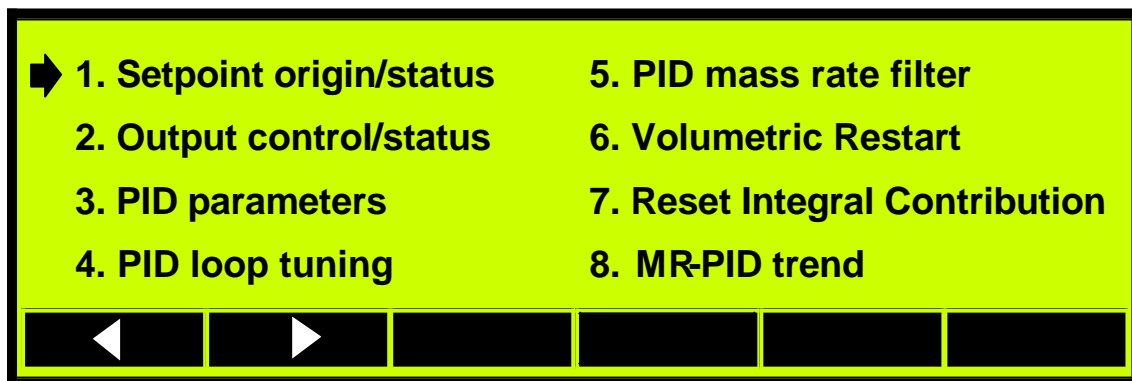 1. Setpoint origin/status
2. Output control/status
3. PID parameters
4. PID loop tuning
5. PID mass rate filter
6. Volumetric Restart
7. Reset Integral Contribution
8. MR-PID trend